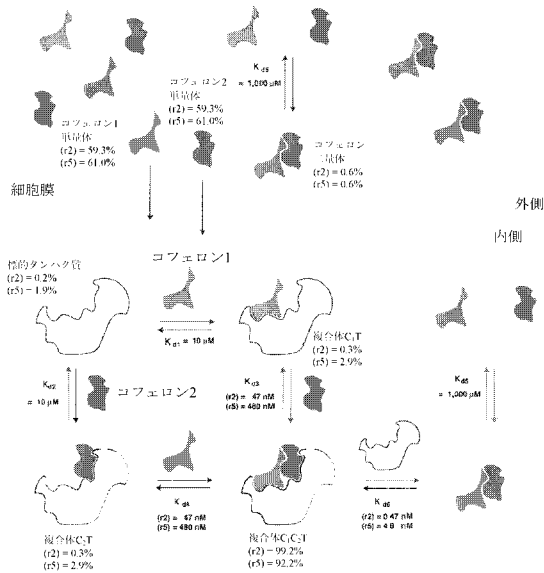 K d5
= 1,000 µM
コフェロン2
単量体
(r2) = 59.3%
(r5) = 61.0%
コフェロン1
単量体
(r2) = 59.3%
(r5) = 61.0%
コフェロン
二量体
(r2) = 0.6%
(r5) = 0.6%
細胞膜
外側
内側
標的タンパク質
(r2) = 0.2%
(r5) = 1.9%
コフェロン1
K d1 = 10 µM
複合体C1T
(r2) = 0.3%
(r5) = 2.9%
K d2
= 10 µM
コフェロン2
K d3
(r2) = 47 nM
(r5) = 480 nM
K d5
= 1,000 µM
K d4
(r2) = 47 nM
(r5) = 480 nM
K d6
(r2) = 0.47 nM
(r5) = 4.8 nM
複合体C2T
(r2) = 0.3%
(r5) = 2.9%
複合体C1C2T
(r2) = 99.2%
(r5) = 92.2%